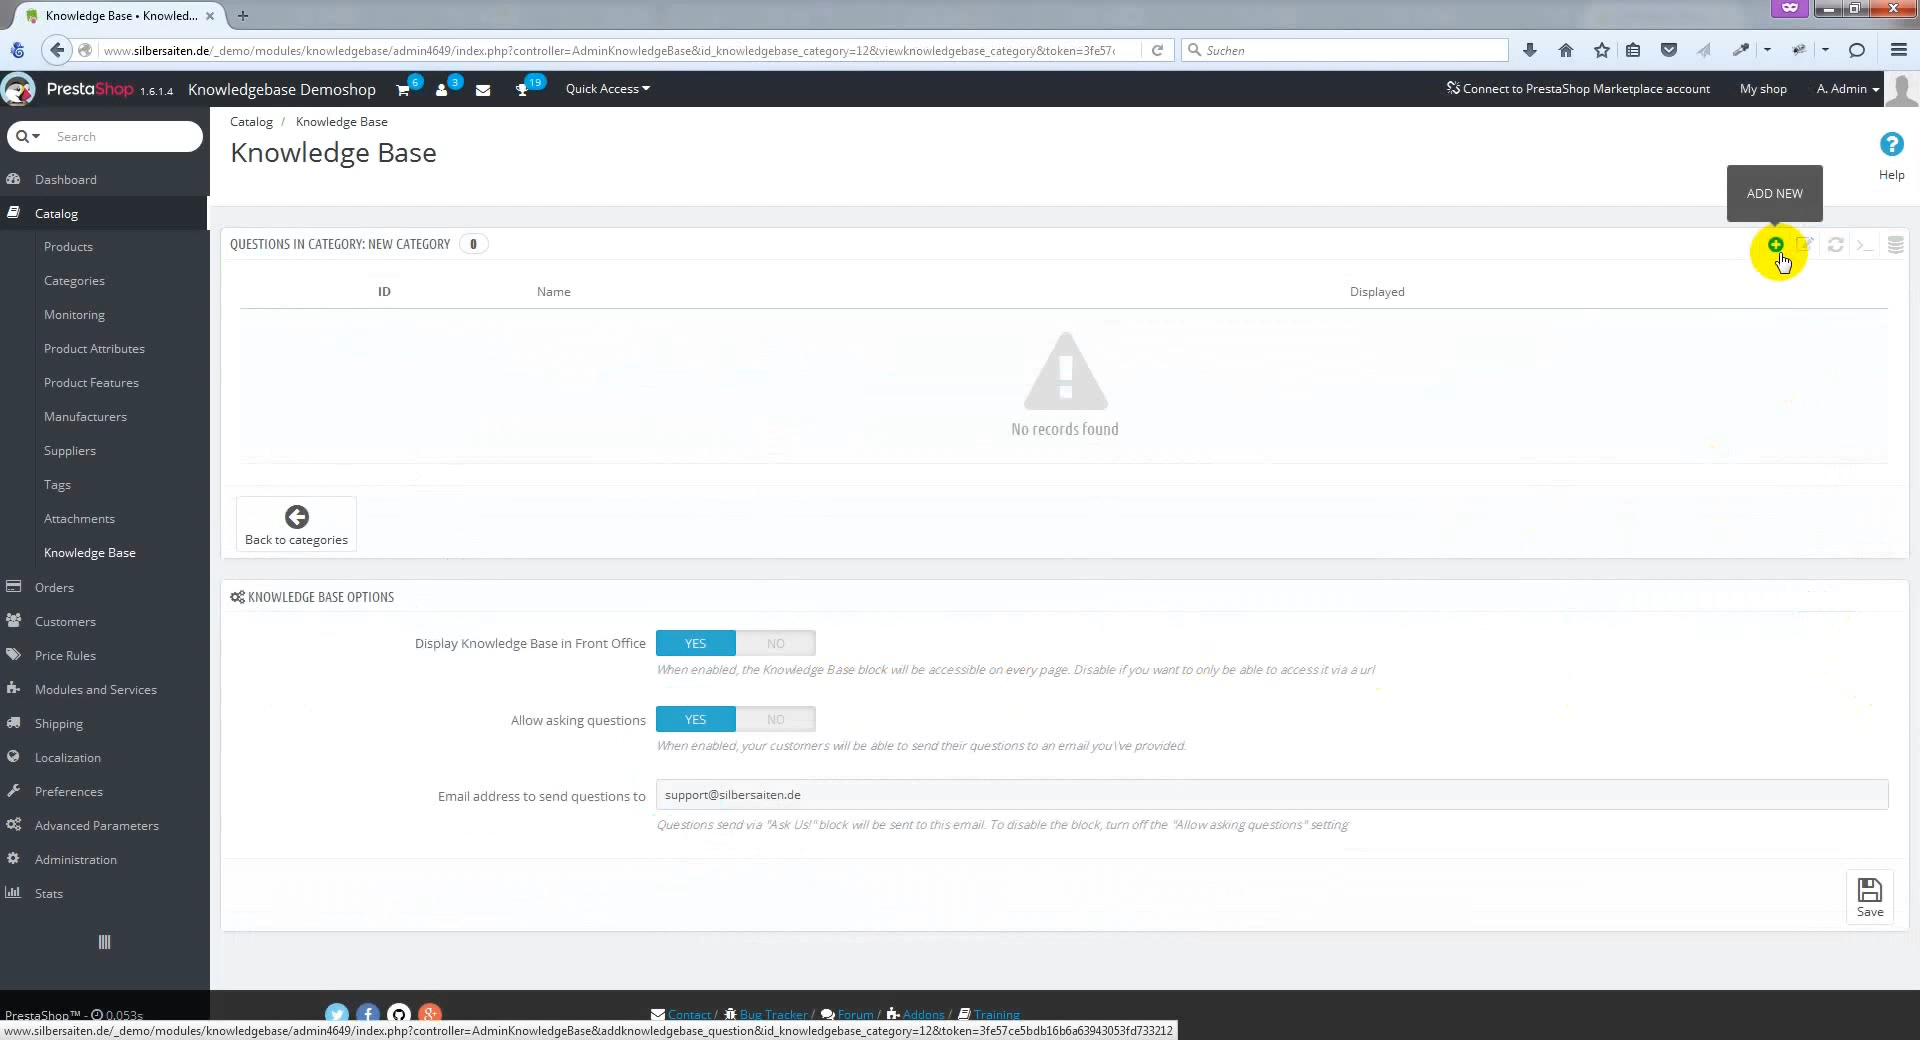 Knowledge Base • Knowled...
www.silbersaiten.de/_demo/modules/knowledgebase/admin4649/index.php?controller=AdminKnowledgeBase&id_knowledgebase_category=12&viewknowledgebase_category&token=3fe57c
Suchen
PrestaShop 1.6.1.4 Knowledgebase Demoshop 6 3 19 Quick Access
Connect to PrestaShop Marketplace account My shop A. Admin
Search
Catalog / Knowledge Base
Knowledge Base
Help
ADD NEW
Dashboard
Catalog
Products
Categories
Monitoring
Product Attributes
Product Features
Manufacturers
Suppliers
Tags
Attachments
Knowledge Base
Orders
Customers
Price Rules
Modules and Services
Shipping
Localization
Preferences
Advanced Parameters
Administration
Stats
QUESTIONS IN CATEGORY: NEW CATEGORY 0
ID Name Displayed
No records found
Back to categories
KNOWLEDGE BASE OPTIONS
Display Knowledge Base in Front Office YES NO
When enabled, the Knowledge Base block will be accessible on every page. Disable if you want to only be able to access it via a url
Allow asking questions YES NO
When enabled, your customers will be able to send their questions to an email you\'ve provided.
Email address to send questions to support@silbersaiten.de
Questions send via "Ask Us!" block will be sent to this email. To disable the block, turn off the "Allow asking questions" setting
Save
PrestaShop™ - 0.053s
Contact / Bug Tracker / Forum / Addons / Training
www.silbersaiten.de/_demo/modules/knowledgebase/admin4649/index.php?controller=AdminKnowledgeBase&addknowledgebase_question&id_knowledgebase_category=12&token=3fe57ce5bdb16b6a63943053fd733212